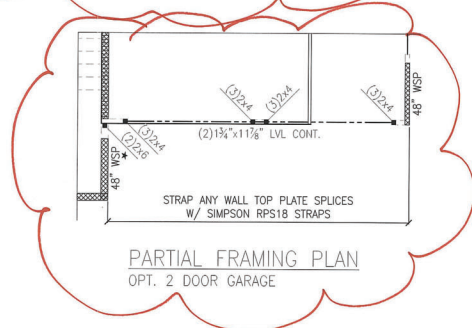 (3)2x4
(3)2x4
(3)2x4
48" WSP
(3)2x4
(2)1¾"x11⅞" LVL CONT.
(2)2x6
48" WSP
STRAP ANY WALL TOP PLATE SPLICES
W/ SIMPSON RPS18 STRAPS
PARTIAL FRAMING PLAN
OPT. 2 DOOR GARAGE